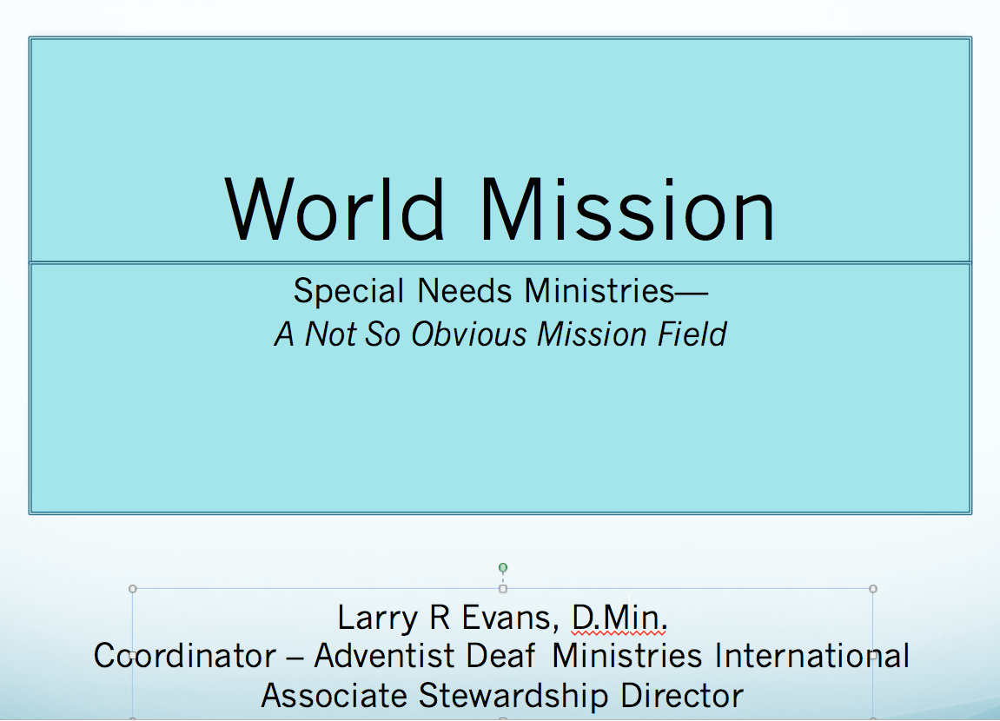 World Mission
Special Needs Ministries—
A Not So Obvious Mission Field
Larry R Evans, D.Min.
Coordinator – Adventist Deaf Ministries International
Associate Stewardship Director